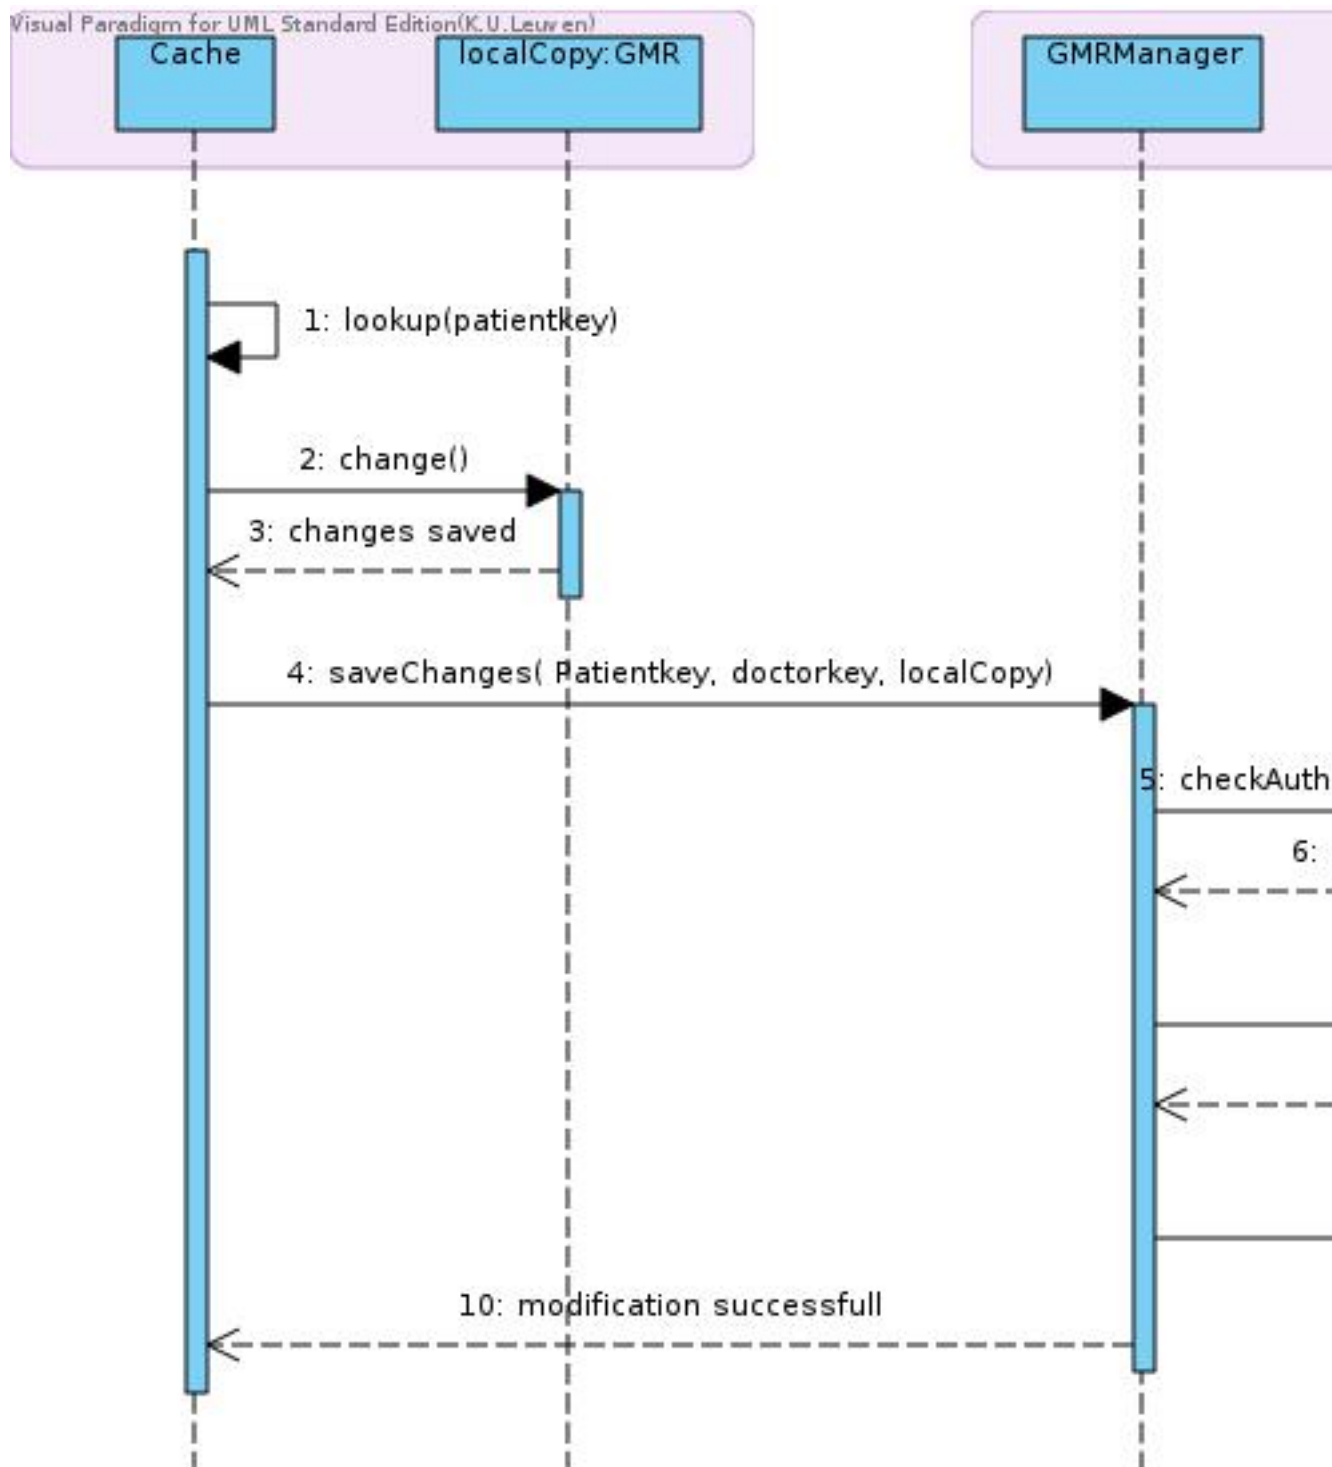 Visual Paradigm for UML Standard Edition(K.U.Leuven)
Cache
localCopy:GMR
GMRManager
1: lookup(patientkey)
2: change()
3: changes saved
4: saveChanges( Patientkey, doctorkey, localCopy)
5: checkAuth
6:
10: modification successfull